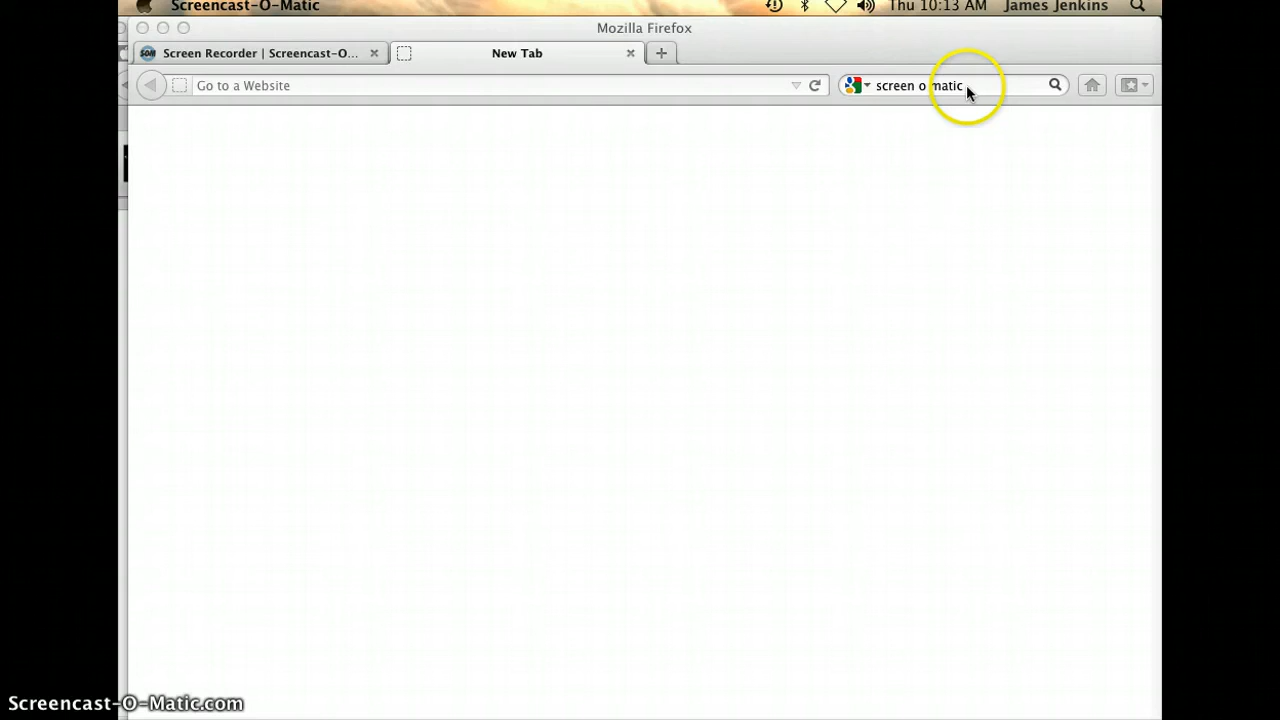 Screencast-O-Matic
Thu 10:13 AM James Jenkins
Mozilla Firefox
SOM Screen Recorder | Screencast-O...
New Tab
Go to a Website
screen o matic
Screencast-O-Matic.com